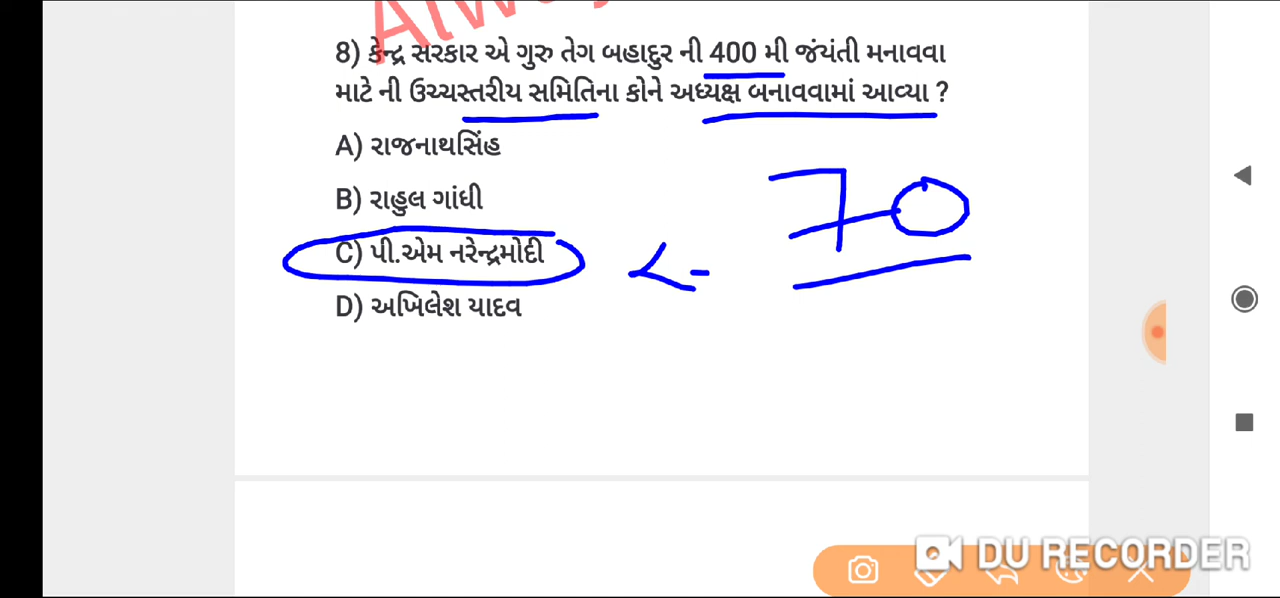 Always
8) કેન્દ્ર સરકાર એ ગુરુ તેગ બહાદુર ની 400 મી જંયંતી મનાવવા
માટે ની ઉચ્ચસ્તરીય સમિતિના કોને અધ્યક્ષ બનાવવામાં આવ્યા ?
A) રાજનાથસિંહ
B) રાહુલ ગાંધી
70
C) પી.એમ નરેન્દ્રમોદી
D) અખિલેશ યાદવ
DU RECORDER